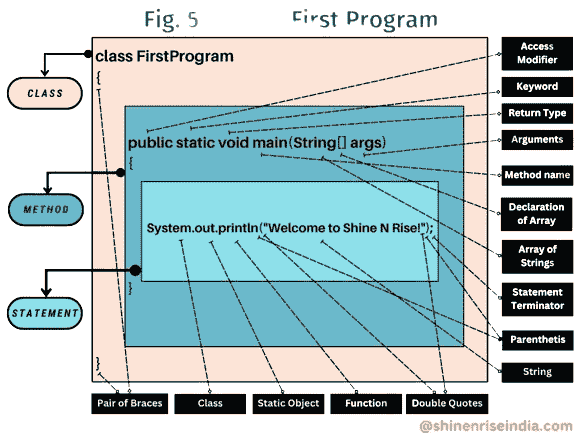 Fig. 5 First Program
class FirstProgram
{
public static void main(String[] args)
{
System.out.println("Welcome to Shine N Rise!");
}
}
CLASS
METHOD
STATEMENT
Access
Modifier
Keyword
Return Type
Arguments
Method name
Declaration
of Array
Array of
Strings
Statement
Terminator
Parenthetis
String
Pair of Braces
Class
Static Object
Function
Double Quotes
@shinenriseindia.com